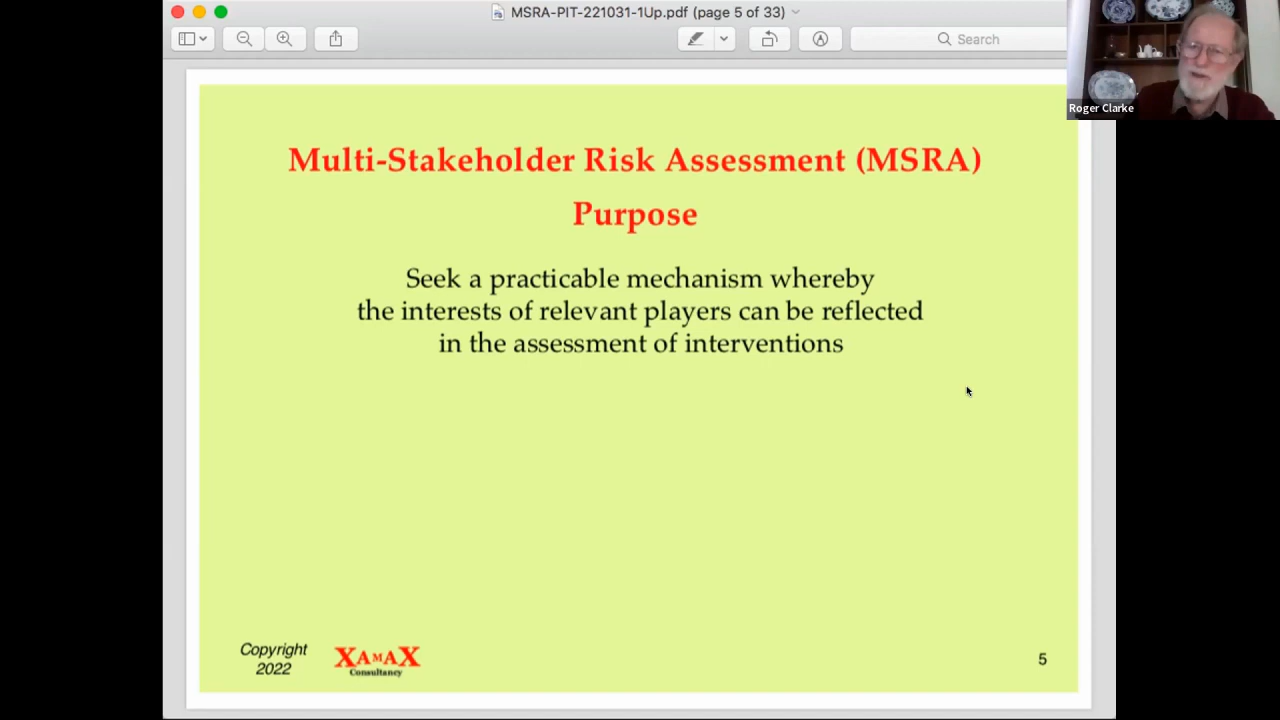 MSRA-PIT-221031-1Up.pdf (page 5 of 33)
Search
Roger Clarke
Multi-Stakeholder Risk Assessment (MSRA)
Purpose
Seek a practicable mechanism whereby
the interests of relevant players can be reflected
in the assessment of interventions
Copyright
2022
XAMAX
Consultancy
5